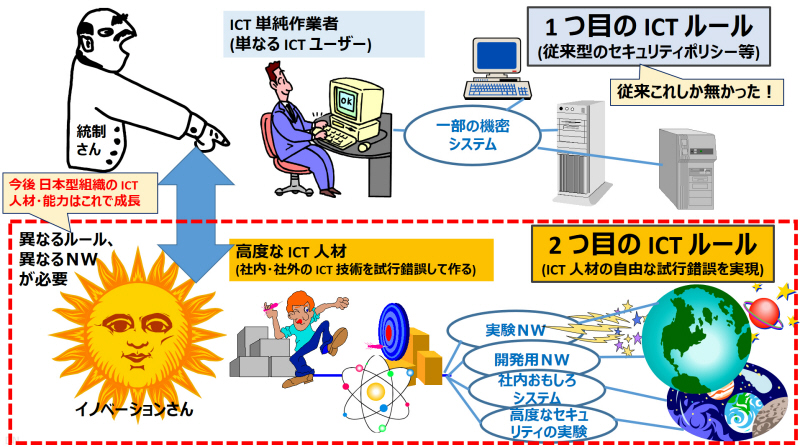 ICT 単純作業者
(単なる ICT ユーザー)
1 つ目の ICT ルール
(従来型のセキュリティポリシー等)
従来これしか無かった！
OK
統制
さん
一部の機密
システム
今後 日本型組織の ICT
人材・能力はこれで成長
異なるルール、
異なるNW
が必要
高度な ICT 人材
(社内・社外の ICT 技術を試行錯誤して作る)
2 つ目の ICT ルール
(ICT 人材の自由な試行錯誤を実現)
実験NW
開発用NW
社内おもしろ
システム
高度なセキュ
リティの実験
イノベーションさん